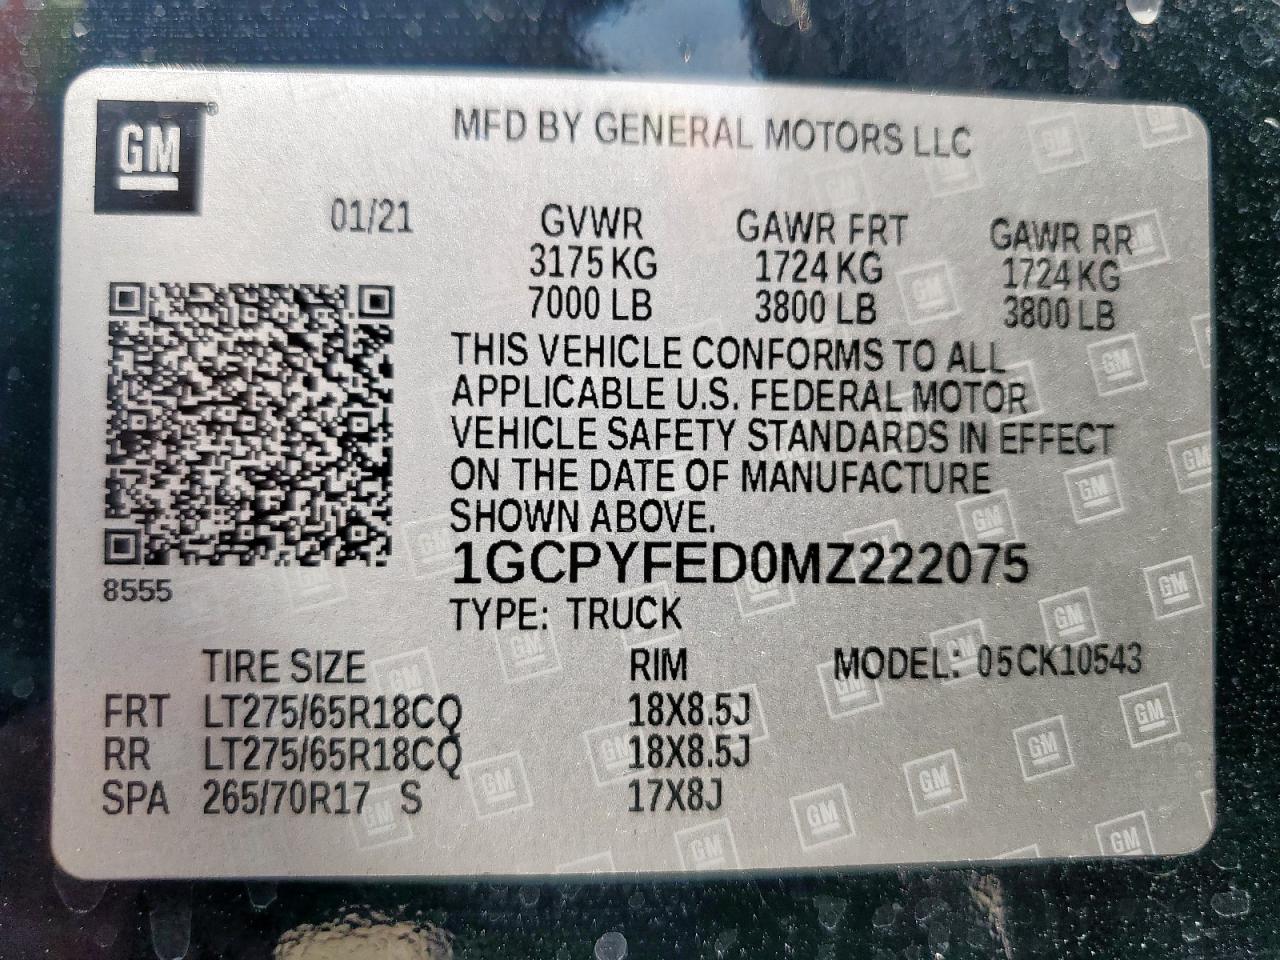 GM
MFD BY GENERAL MOTORS LLC
01/21
GVWR GAWR FRT GAWR RR
3175 KG 1724 KG 1724 KG
7000 LB 3800 LB 3800 LB
THIS VEHICLE CONFORMS TO ALL
APPLICABLE U.S. FEDERAL MOTOR
VEHICLE SAFETY STANDARDS IN EFFECT
ON THE DATE OF MANUFACTURE
SHOWN ABOVE.
1GCPYFED0MZ222075
8555
TYPE: TRUCK
TIRE SIZE RIM MODEL: 05CK10543
FRT LT275/65R18CQ 18X8.5J
RR LT275/65R18CQ 18X8.5J
SPA 265/70R17 S 17X8J